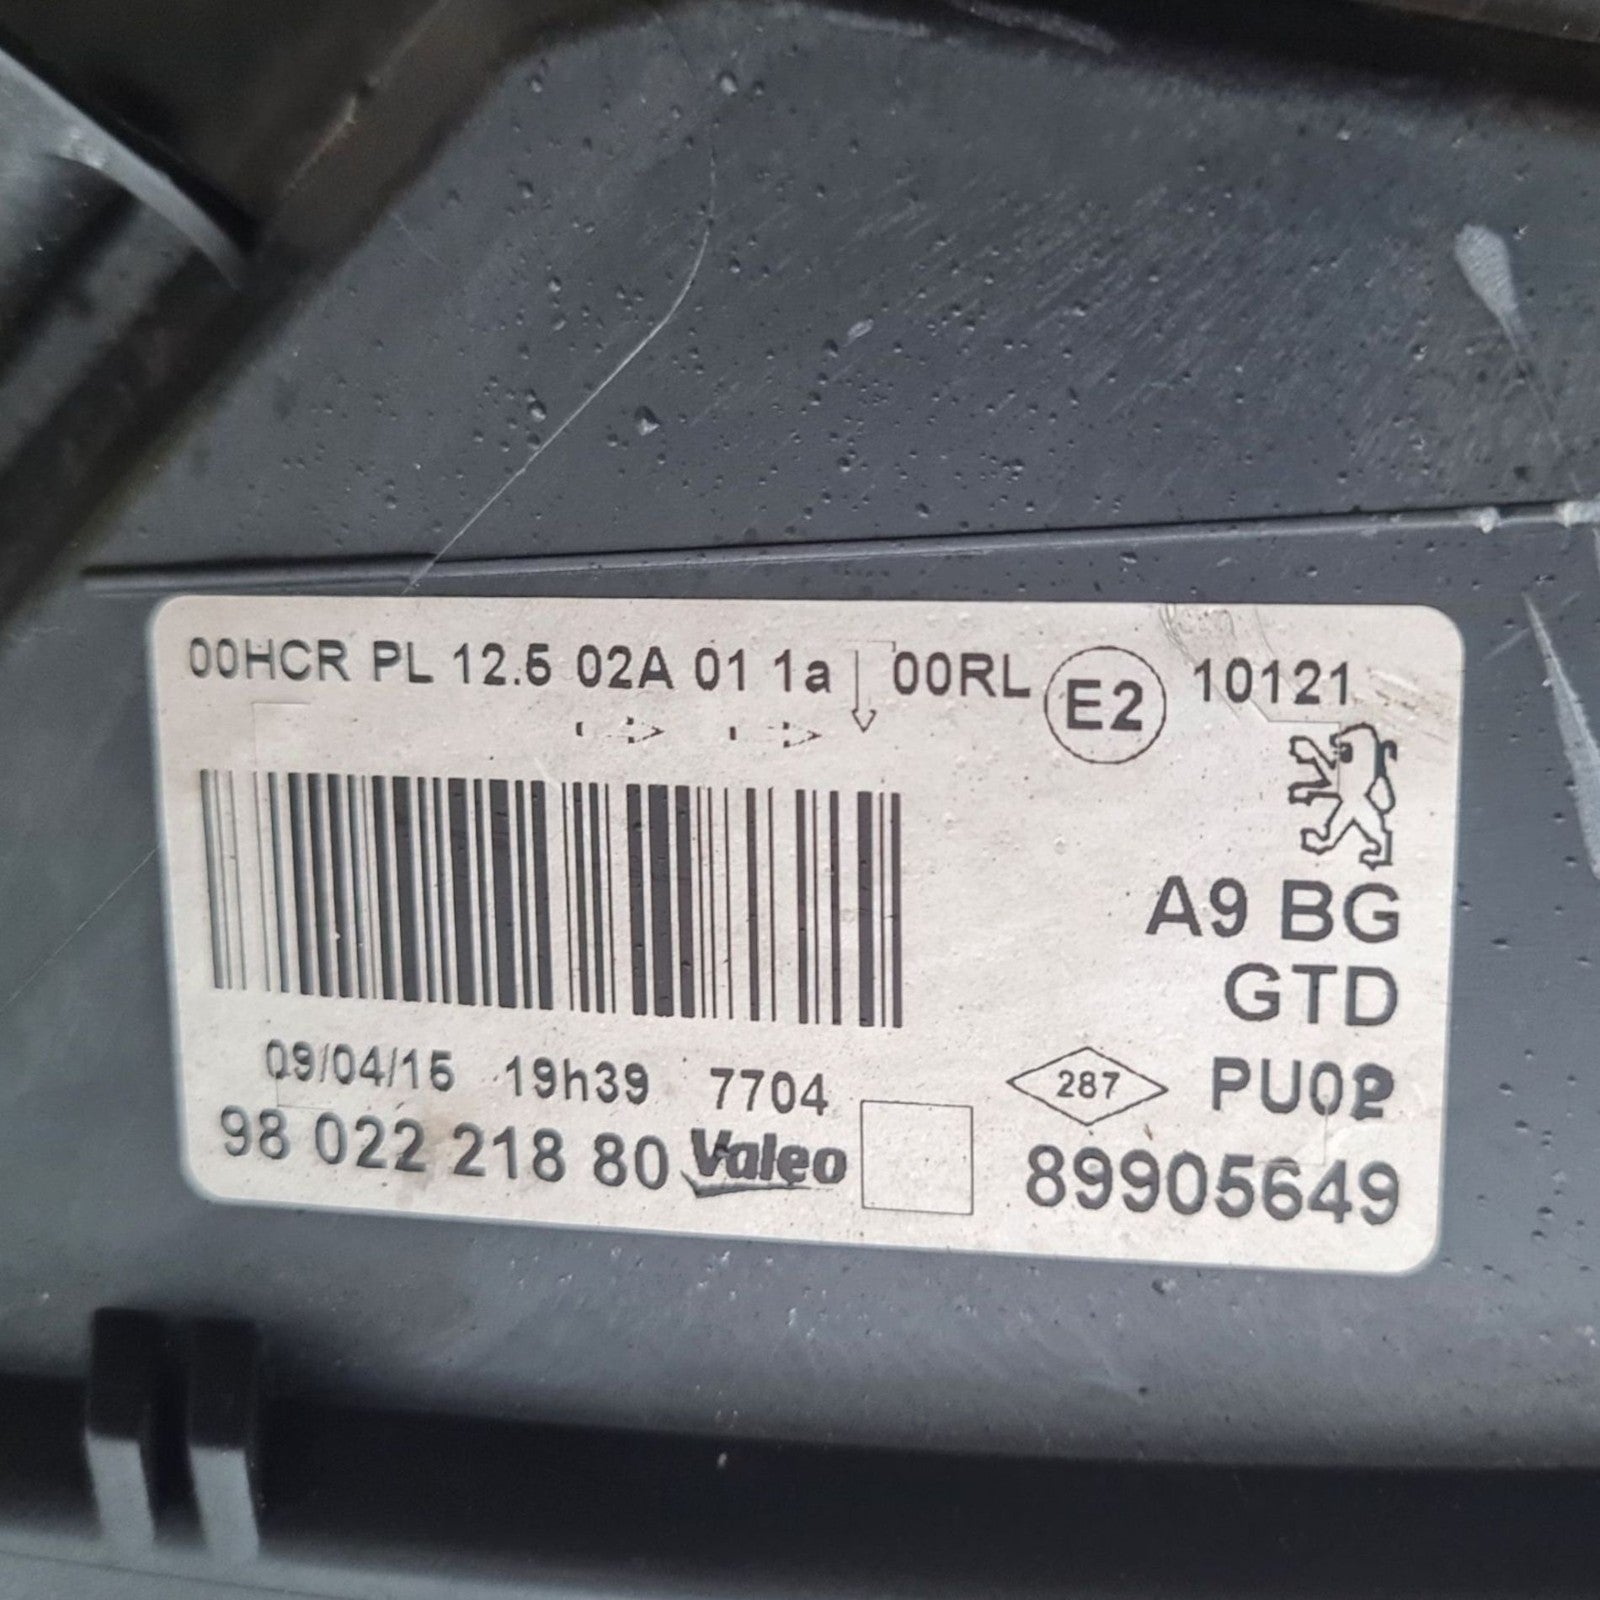 00HCR PL 12.5 02A 01 1a 00RL E2 10121
A9 BG
GTD
09/04/15 19h39 7704 287 PU02
98 022 218 80 Valeo 89905649